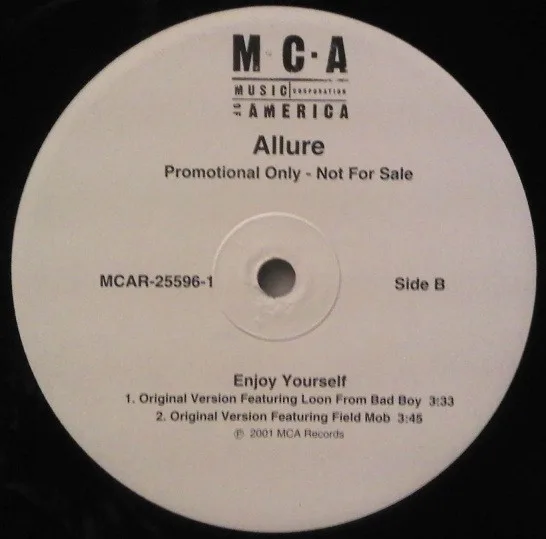 M·C·A
MUSIC CORPORATION
OF AMERICA
Allure
Promotional Only - Not For Sale
MCAR-25596-1
Side B
Enjoy Yourself
1. Original Version Featuring Loon From Bad Boy 3:33
2. Original Version Featuring Field Mob 3:45
℗ 2001 MCA Records